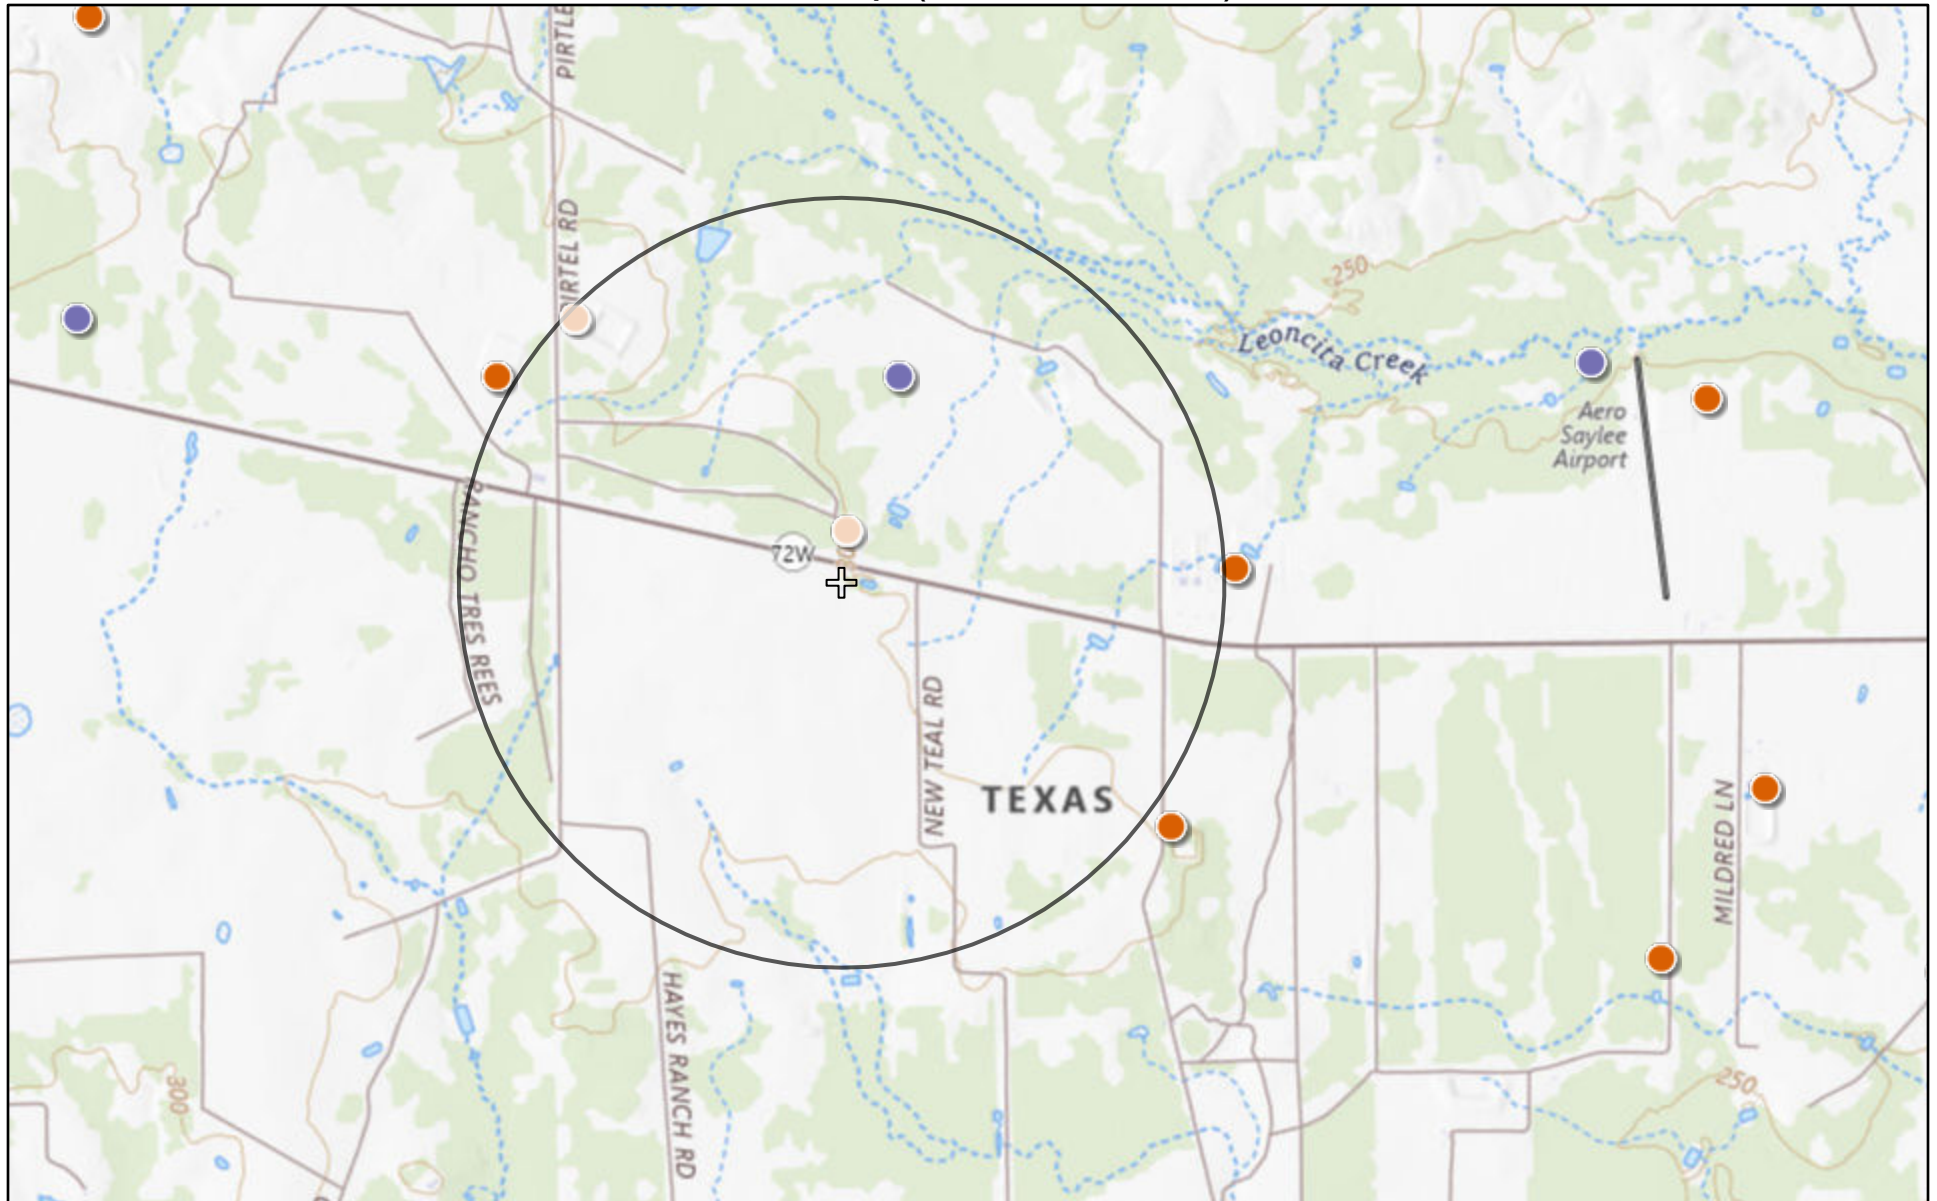 PIRTLE
PIRTEL RD
250
Leoncita Creek
Aero
Saylee
Airport
72W
RANCHO TRES REES
NEW TEAL RD
TEXAS
MILDRED LN
HAYES RANCH RD
300
250